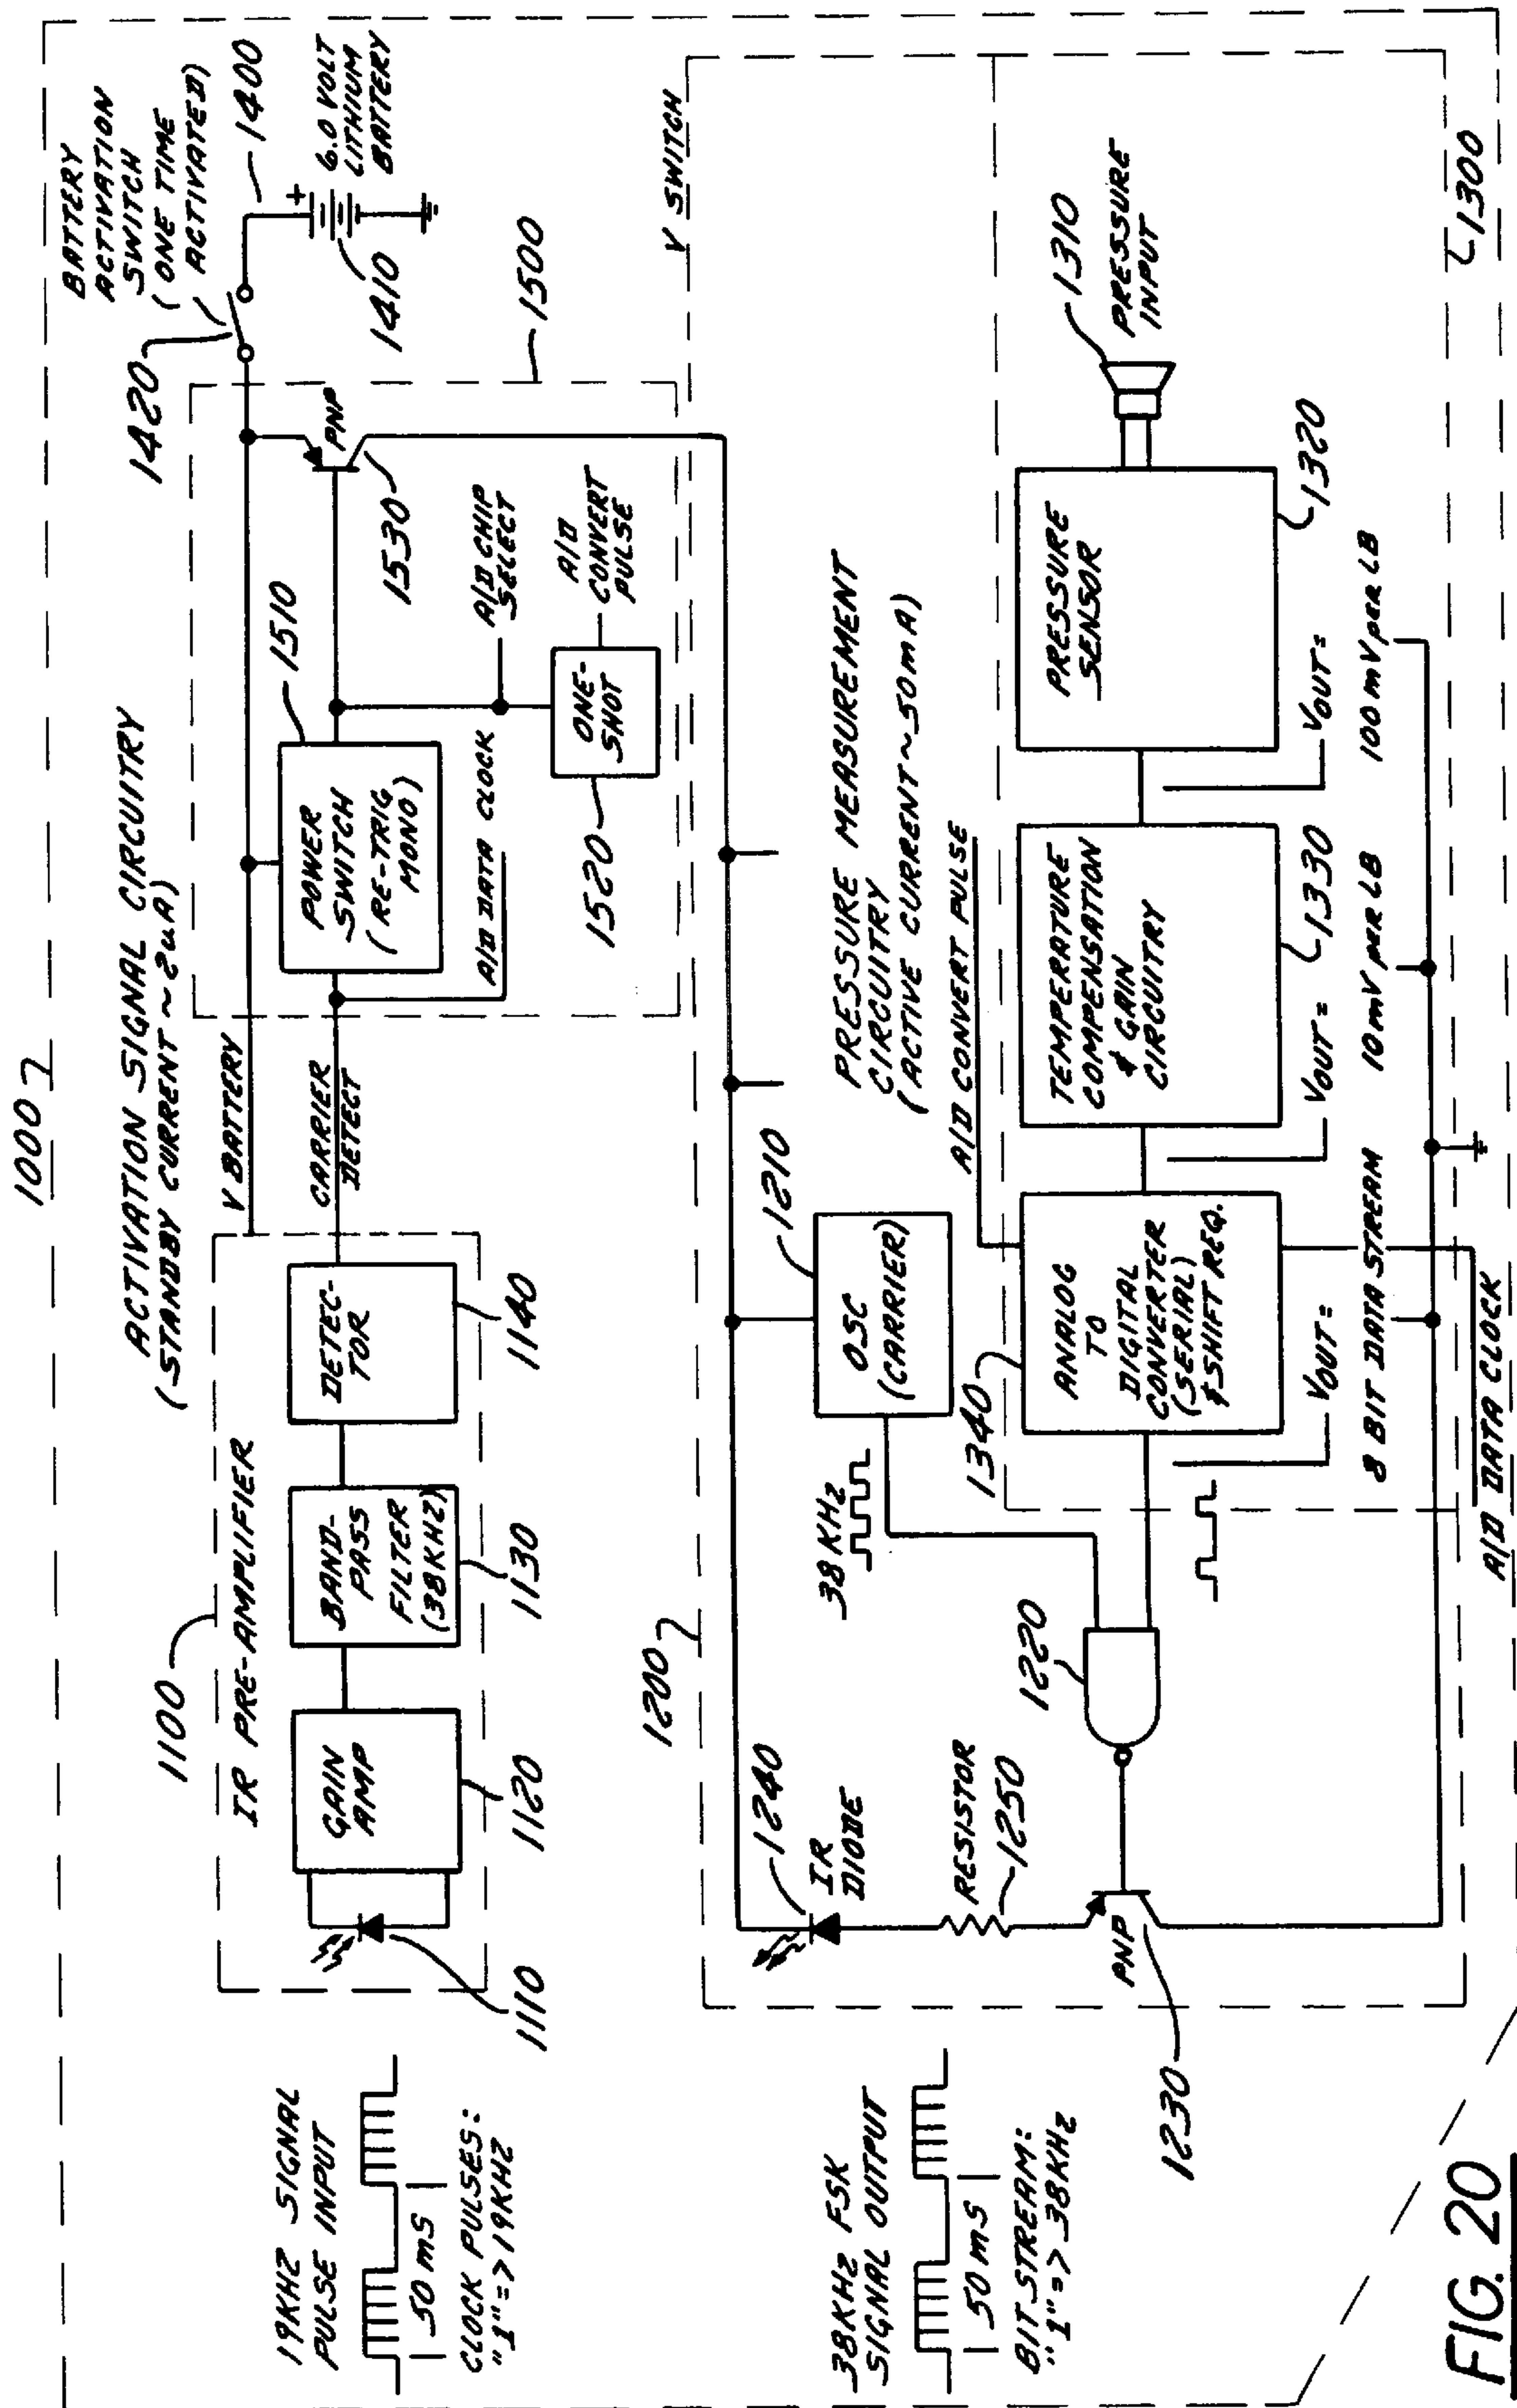 1000
ACTIVATION SIGNAL CIRCUITRY
(STANDBY CURRENT ~ 2uA)
BATTERY
ACTIVATION
SWITCH
(ONE TIME
ACTIVATED)
1420
1400
+
6.0 VOLT
LITHIUM
BATTERY
1410
1500
V BATTERY
CARRIER
DETECT
1510
POWER
SWITCH
(RE-TRIG
MONO)
PNP
1530
A/D CHIP
SELECT
A/D DATA CLOCK
ONE-
SHOT
1520
A/D
CONVERT
PULSE
1100
IR PRE-AMPLIFIER
GAIN
AMP
1120
BAND-
PASS
FILTER
(38KHZ)
1130
DETEC-
TOR
1140
1110
19KHZ SIGNAL
PULSE INPUT
50 mS
CLOCK PULSES:
"1"=>19KHZ
V SWITCH
1200
1240
IR
DIODE
RESISTOR
1250
PNP
1230
1220
38 KHZ
OSC
(CARRIER)
1210
PRESSURE MEASUREMENT
CIRCUITRY
(ACTIVE CURRENT ~ 50mA)
A/D CONVERT PULSE
1340
ANALOG
TO
DIGITAL
CONVERTER
(SERIAL)
& SHIFT REQ.
TEMPERATURE
COMPENSATION
& GAIN
CIRCUITRY
1330
PRESSURE
SENSOR
1320
1310
PRESSURE
INPUT
VOUT=
8 BIT DATA STREAM
VOUT=
10 mV PER LB
VOUT=
100 mV per LB
A/D DATA CLOCK
1300
38KHZ FSK
SIGNAL OUTPUT
50 mS
BIT STREAM:
"1"=>38KHZ
FIG. 20